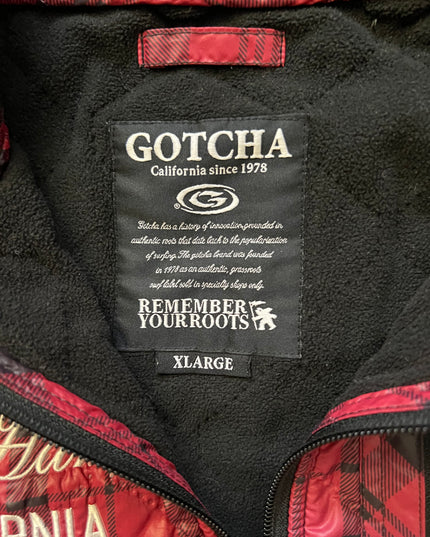 GOTCHA
California since 1978
®
Gotcha has a history of innovation grounded in
authentic roots that date back to the popularization
of surfing. The gotcha brand was founded
in 1978 as an authentic, grassroots
surf label sold in specialty shops only.
REMEMBER
YOUR ROOTS
XLARGE
RNIA